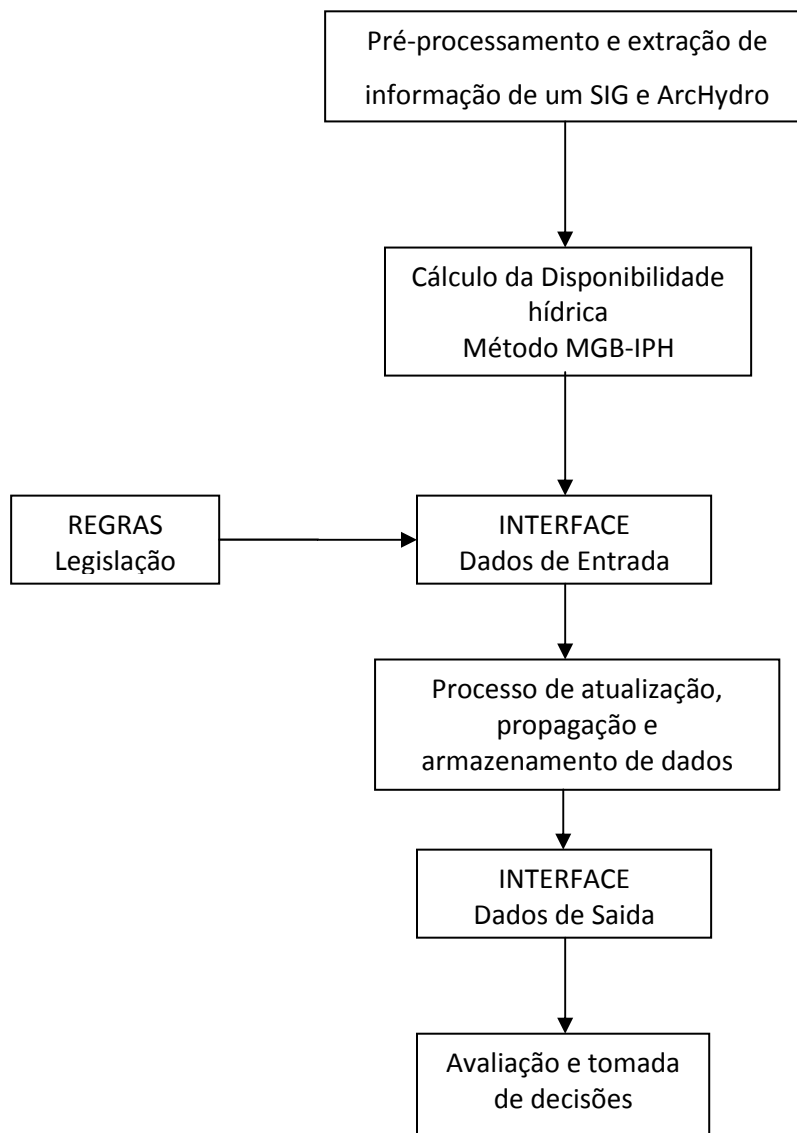 Pré-processamento e extração de
informação de um SIG e ArcHydro
Cálculo da Disponibilidade
hídrica
Método MGB-IPH
REGRAS
Legislação
INTERFACE
Dados de Entrada
Processo de atualização,
propagação e
armazenamento de dados
INTERFACE
Dados de Saida
Avaliação e tomada
de decisões